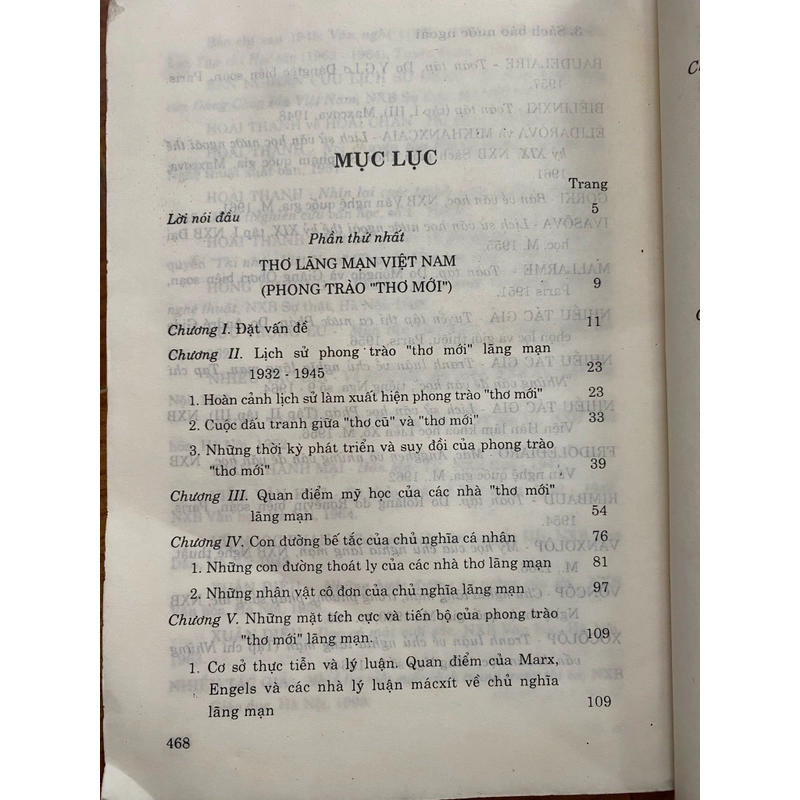 MỤC LỤC
Trang
Lời nói đầu 5
Phần thứ nhất
THƠ LÃNG MẠN VIỆT NAM
(PHONG TRÀO "THƠ MỚI") 9
Chương I. Đặt vấn đề 11
Chương II. Lịch sử phong trào "thơ mới" lãng mạn
1932 - 1945 23
1. Hoàn cảnh lịch sử làm xuất hiện phong trào "thơ mới" 23
2. Cuộc đấu tranh giữa "thơ cũ" và "thơ mới" 33
3. Những thời kỳ phát triển và suy đồi của phong trào
"thơ mới" 39
Chương III. Quan điểm mỹ học của các nhà "thơ mới"
lãng mạn 54
Chương IV. Con đường bế tắc của chủ nghĩa cá nhân 76
1. Những con đường thoát ly của các nhà thơ lãng mạn 81
2. Những nhân vật cô đơn của chủ nghĩa lãng mạn 97
Chương V. Những mặt tích cực và tiến bộ của phong trào
"thơ mới" lãng mạn. 109
1. Cơ sở thực tiễn và lý luận. Quan điểm của Marx,
Engels và các nhà lý luận mácxít về chủ nghĩa
lãng mạn 109
468